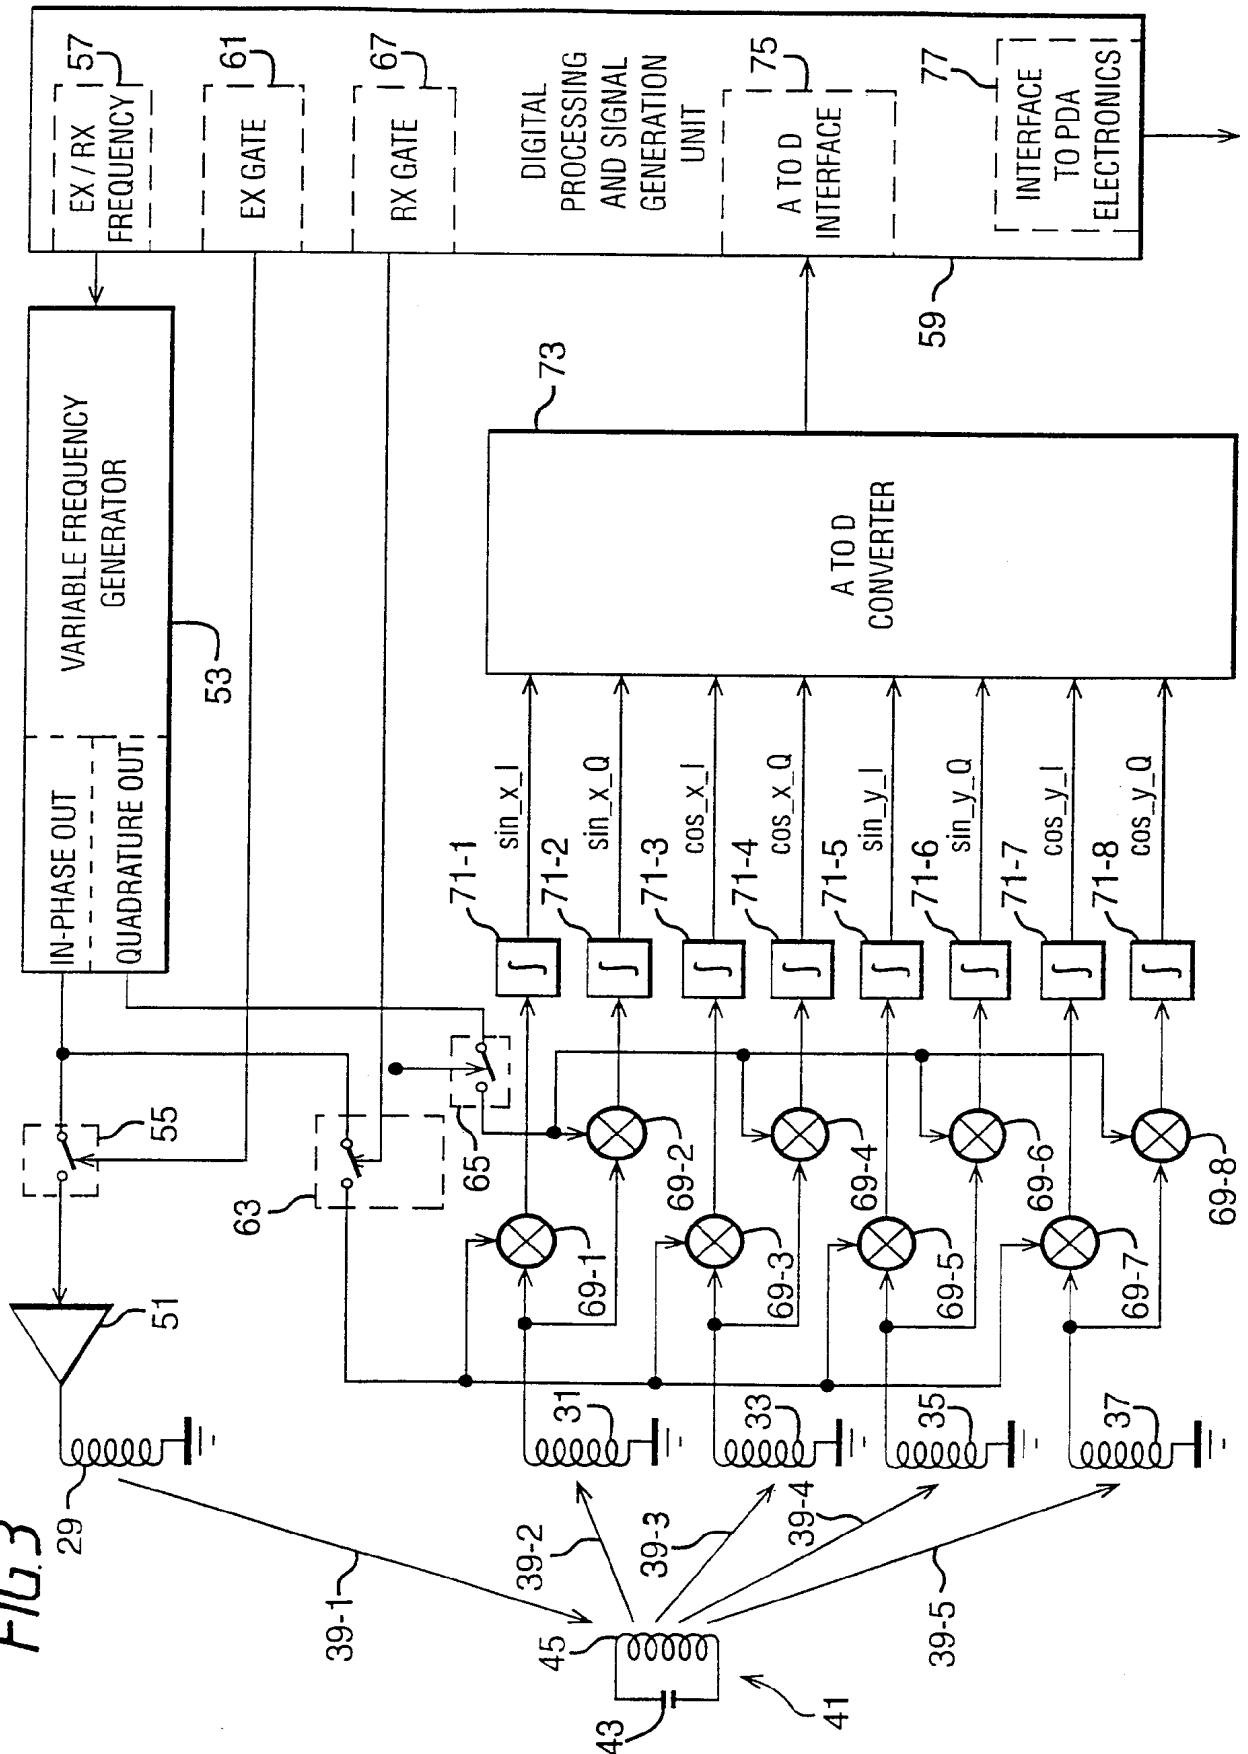 FIG. 3
29
51
55
IN-PHASE OUT
QUADRATURE OUT
VARIABLE FREQUENCY
GENERATOR
53
EX / RX
FREQUENCY
57
EX GATE
61
RX GATE
67
DIGITAL
PROCESSING
AND SIGNAL
GENERATION
UNIT
A TO D
INTERFACE
75
INTERFACE
TO PDA
ELECTRONICS
77
59
63
65
39-1
39-2
39-3
39-4
39-5
45
43
41
31
33
35
37
69-1
69-2
69-3
69-4
69-5
69-6
69-7
69-8
71-1
∫
sin_x_I
71-2
∫
sin_x_Q
71-3
∫
cos_x_I
71-4
∫
cos_x_Q
71-5
∫
sin_y_I
71-6
∫
sin_y_Q
71-7
∫
cos_y_I
71-8
∫
cos_y_Q
A TO D
CONVERTER
73